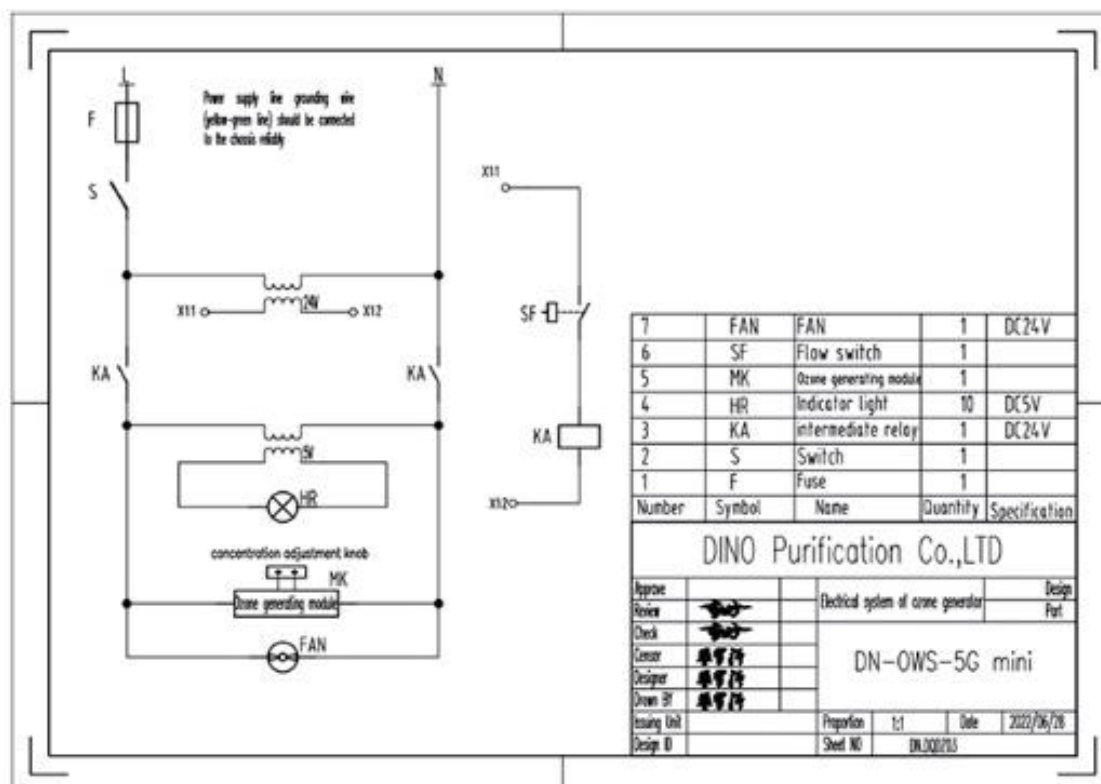 L
N
F
Power supply line grounding wire
(yellow-green line) should be connected
to the chassis reliably
S
X11
24V
X11
X12
SF
KA
KA
5V
HR
KA
X12
concentration adjustment knob
MK
Ozone generating module
FAN
7 FAN FAN 1 DC24V
6 SF Flow switch 1
5 MK Ozone generating module 1
4 HR Indicator light 10 DC5V
3 KA intermediate relay 1 DC24V
2 S Switch 1
1 F Fuse 1
Number Symbol Name Quantity Specification
DINO Purification Co.,LTD
Approve
Review
Check
Censor
Designer
Drawn BY
Issuing Unit
Design ID
Electrical system of ozone generator
Design
Part
DN-OWS-5G mini
Proportion 1:1 Date 2022/06/28
Sheet NO